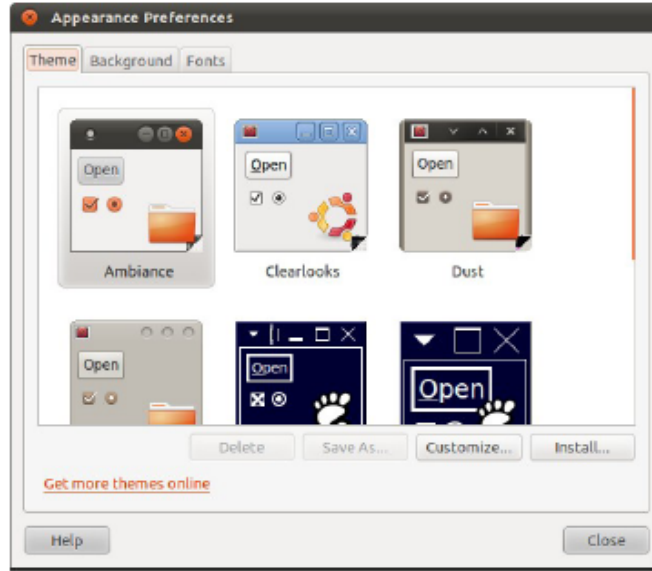 Appearance Preferences
Theme Background Fonts
Open Open Open
Ambiance Clearlooks Dust
Open Open Open
Delete Save As... Customize... Install...
Get more themes online
Help Close